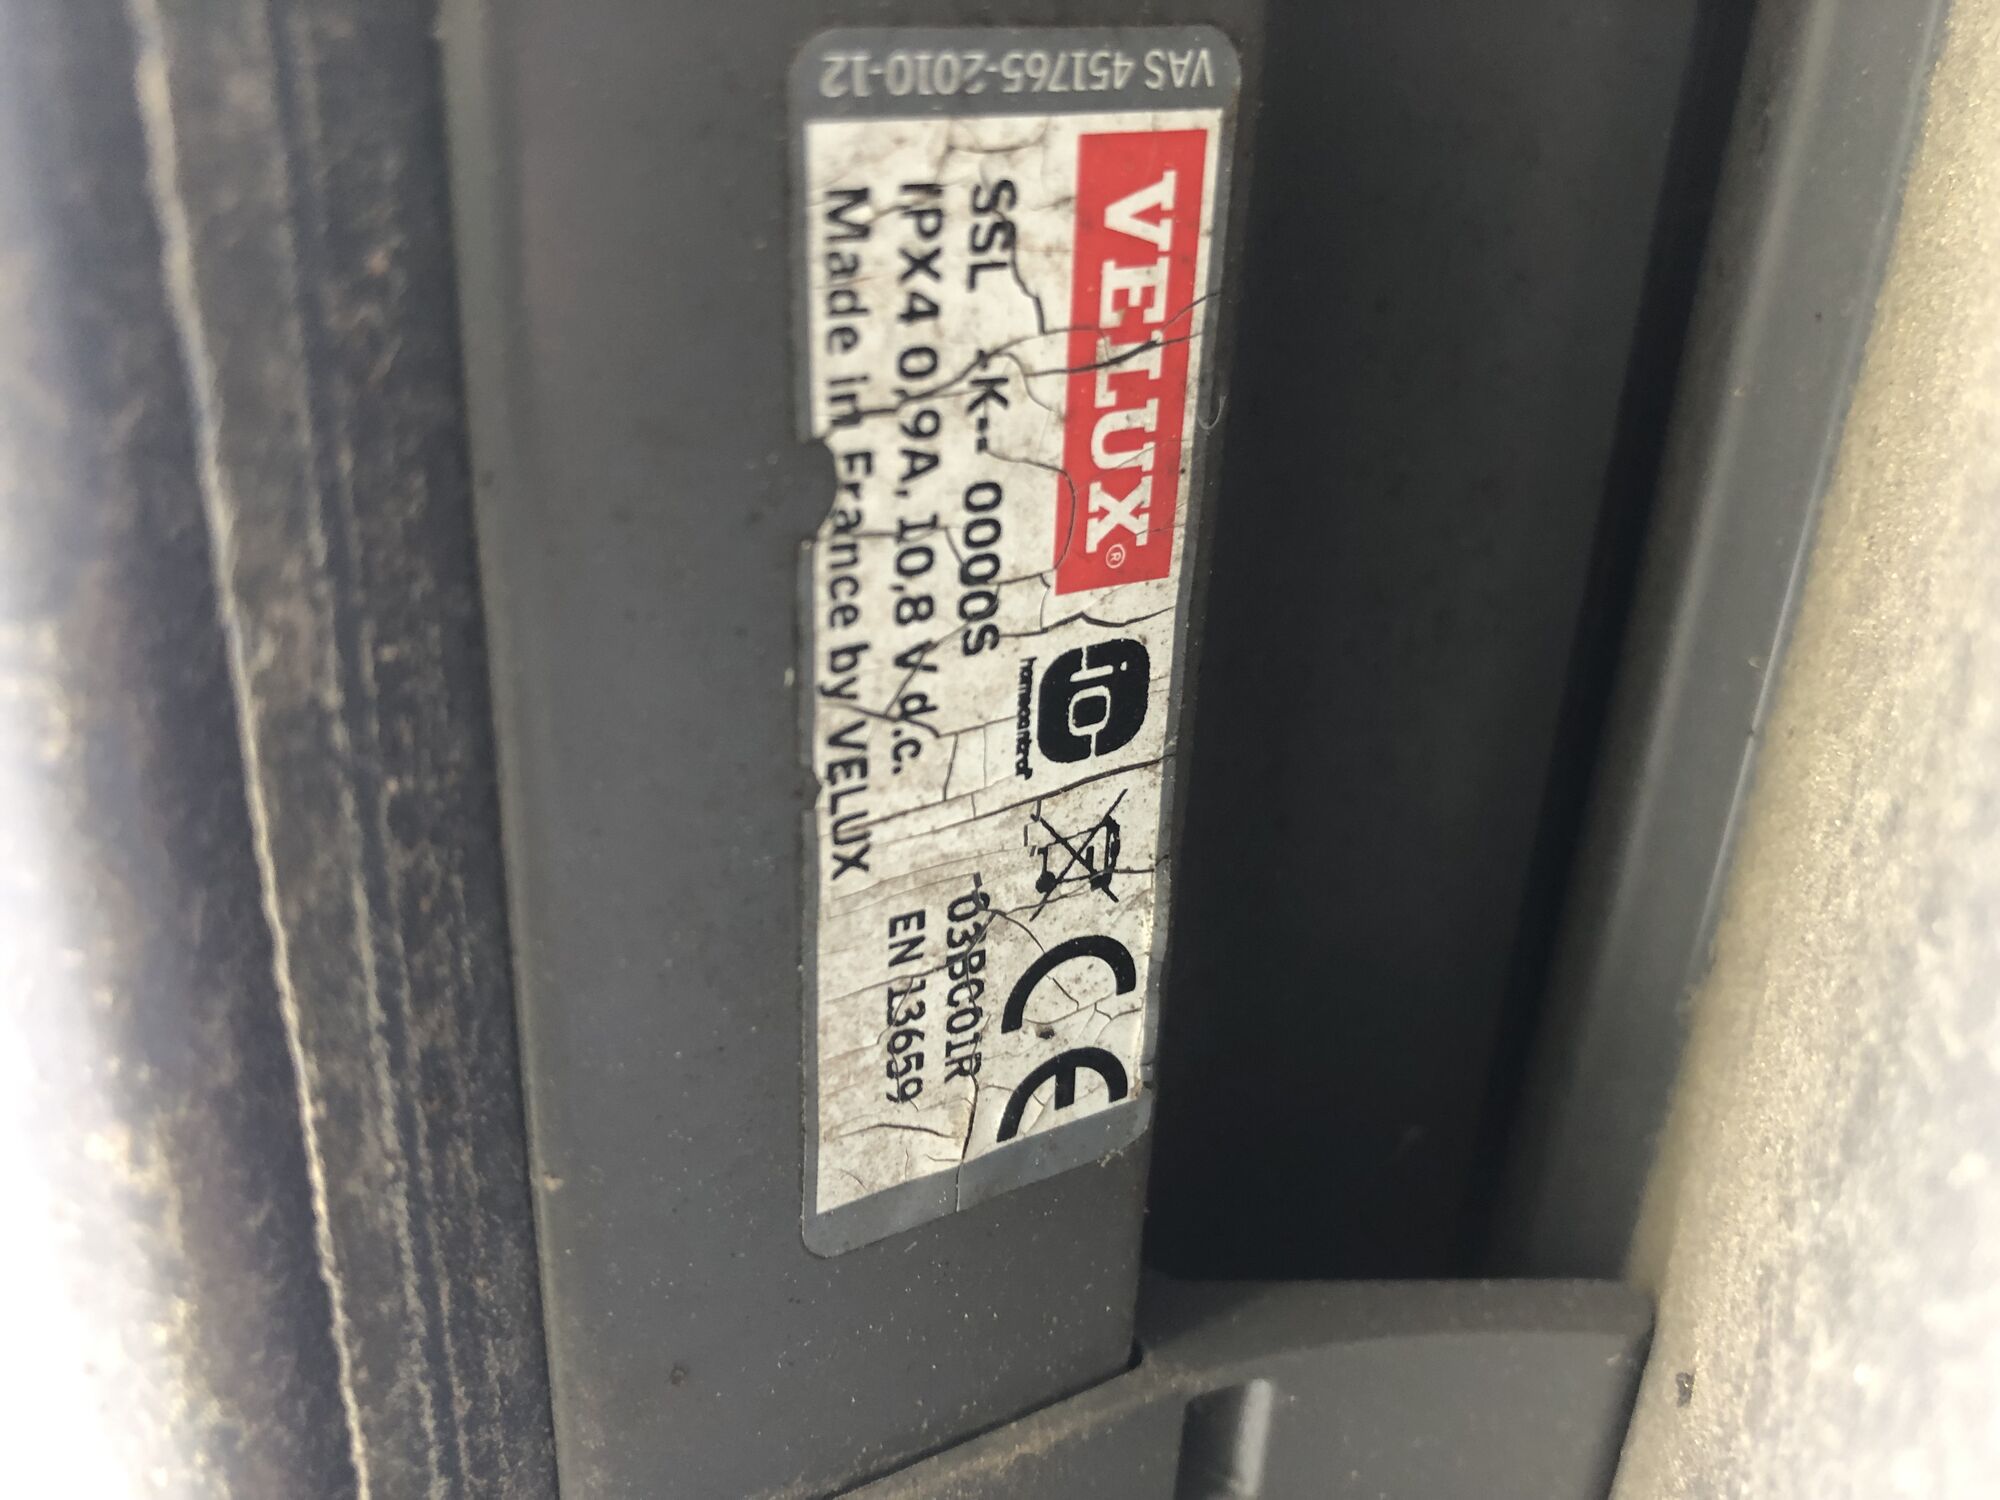 VAS 451765-2010-12
VELUX®
io homecontrol
CE
SSL -K-- 0000S
IPX4 0,9A, 10,8 V d.c.
Made in France by VELUX
03BC01R
EN 13659